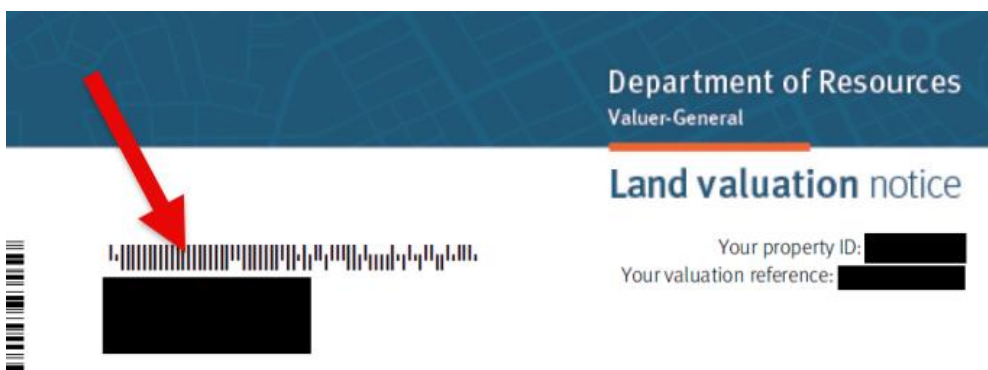 Department of Resources
Valuer-General
Land valuation notice
Your property ID:
Your valuation reference: